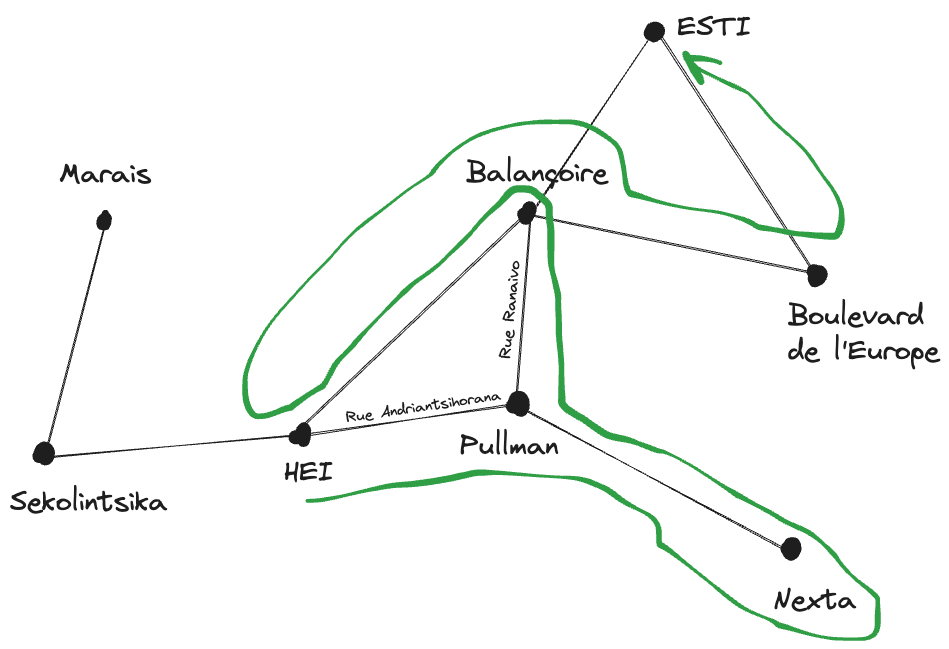 ESTI
Marais
Balançoire
Rue Ranaivo
Boulevard
de l'Europe
Rue Andriantsihorana
Pullman
HEI
Sekolintsika
Nexta